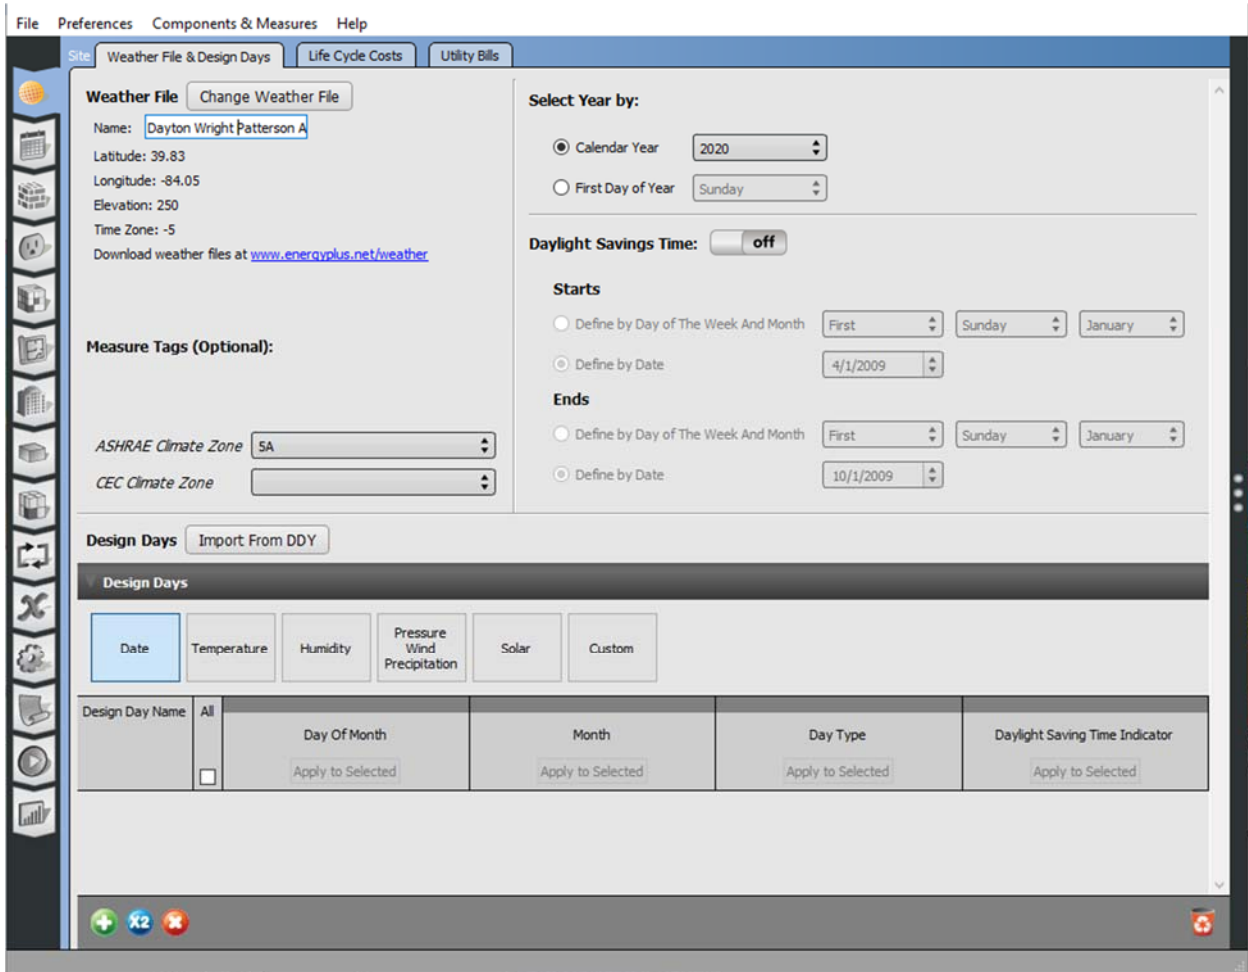 File Preferences Components & Measures Help
Site Weather File & Design Days Life Cycle Costs Utility Bills
Weather File Change Weather File
Name: Dayton Wright Patterson A
Latitude: 39.83
Longitude: -84.05
Elevation: 250
Time Zone: -5
Download weather files at www.energyplus.net/weather
Measure Tags (Optional):
ASHRAE Climate Zone 5A
CEC Climate Zone
Select Year by:
Calendar Year 2020
First Day of Year Sunday
Daylight Savings Time: off
Starts
Define by Day of The Week And Month First Sunday January
Define by Date 4/1/2009
Ends
Define by Day of The Week And Month First Sunday January
Define by Date 10/1/2009
Design Days Import From DDY
Design Days
Date Temperature Humidity Pressure Wind Precipitation Solar Custom
Design Day Name All
Day Of Month Month Day Type Daylight Saving Time Indicator
Apply to Selected Apply to Selected Apply to Selected Apply to Selected
X2